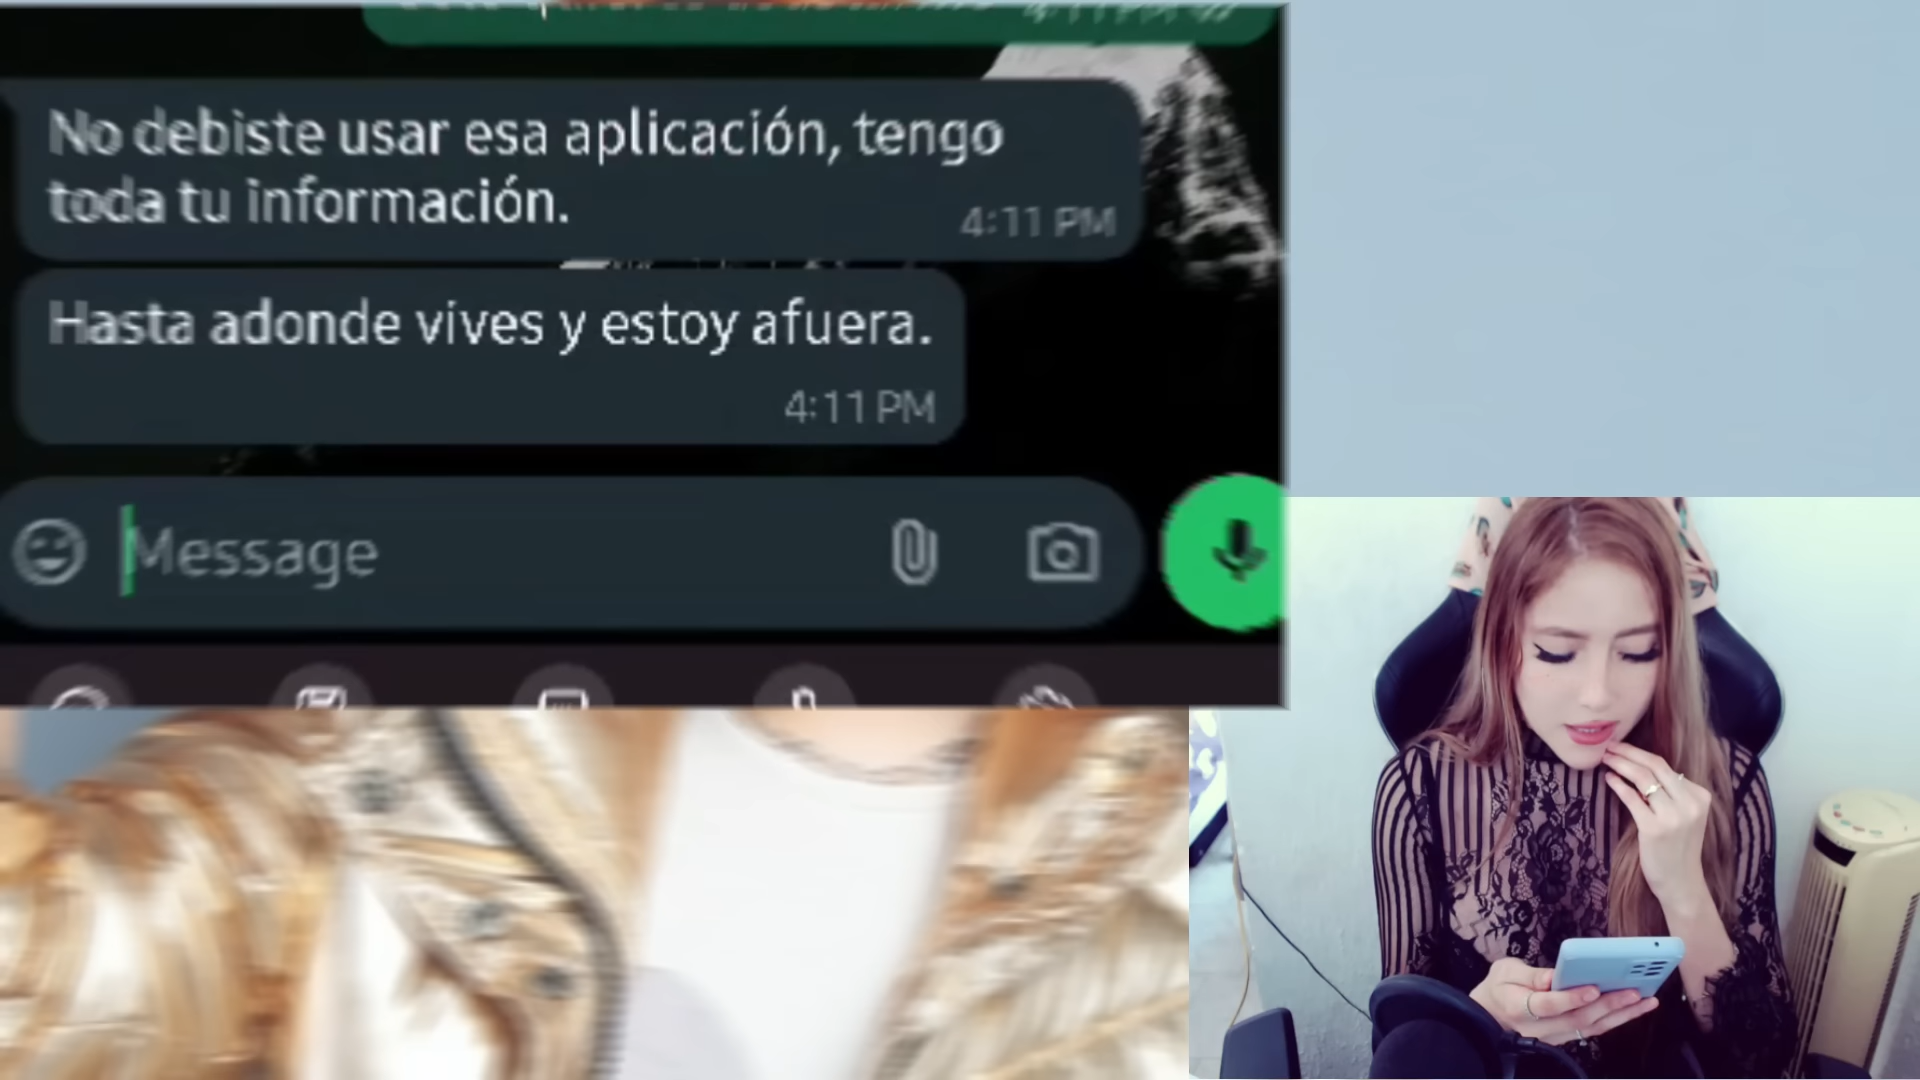 No debiste usar esa aplicación, tengo
toda tu información.
4:11 PM
Hasta adonde vives y estoy afuera.
4:11 PM
Message